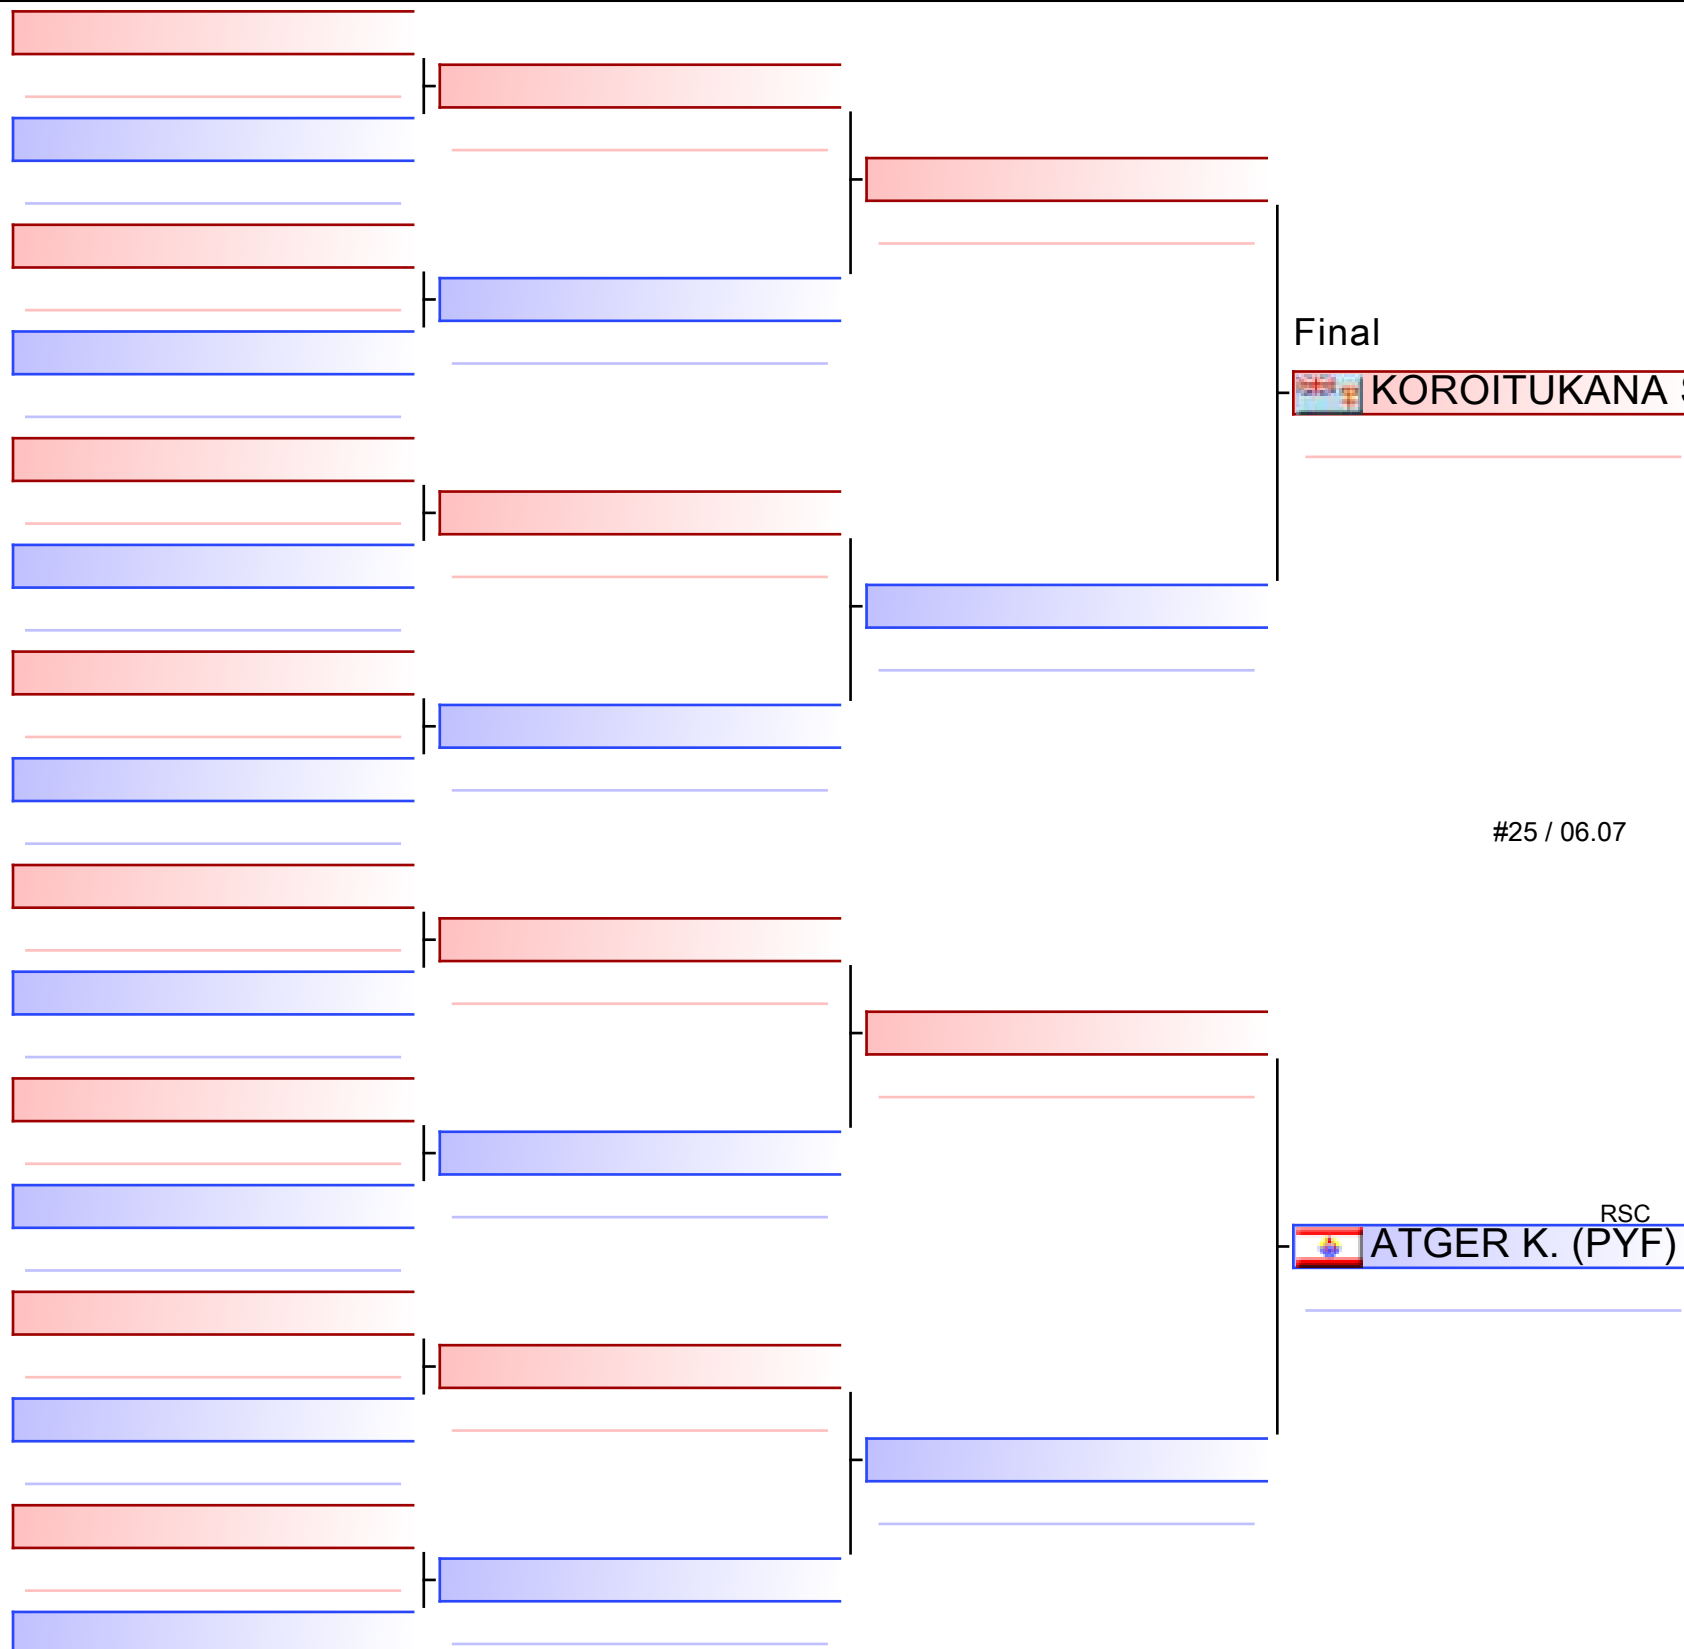 Final
KOROITUKANA
#25 / 06.07
RSC
ATGER K. (PYF)